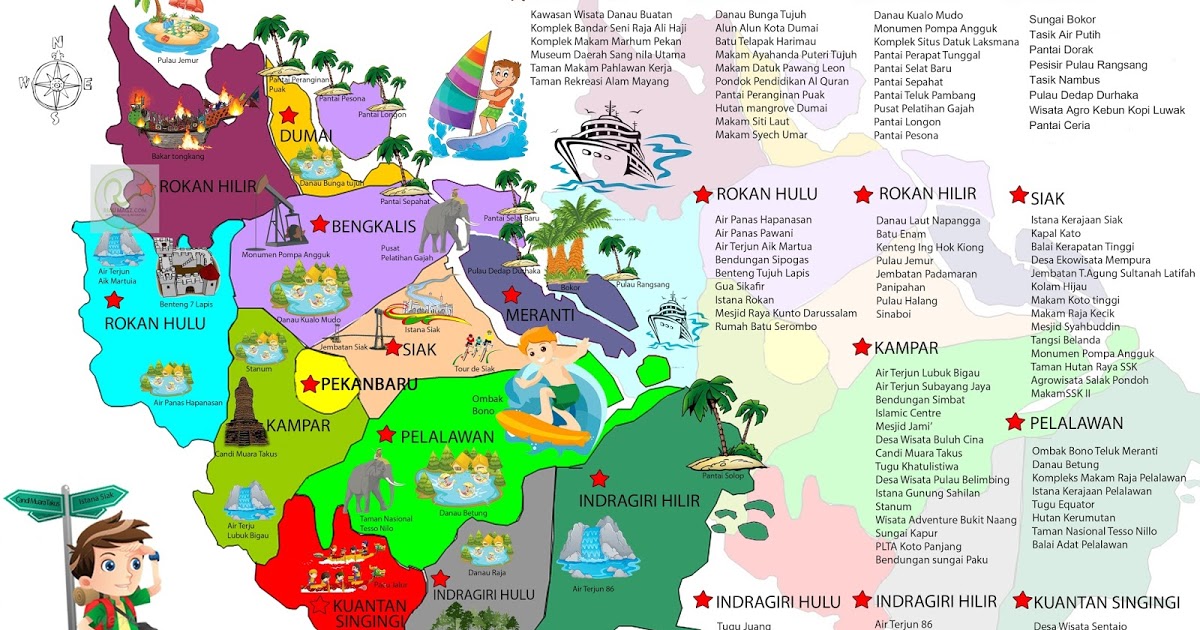 Pulau Jemur
N
W
E
S
Bakar tongkang
ROKAN HILIR
Pantai Peranginan
Puak
Pantai Pesona
Pantai Longon
DUMAI
Danau Bunga tujuh
Pantai Sepahat
BENGKALIS
Monumen Pompa Angguk
Pusat
Pelatihan Gajah
Pantai Selat Baru
Danau Kualo Mudo
Pulau Dedap Durhaka
Bokor
Pulau Rangsang
MERANTI
Air Terjun
Aik Martuia
Benteng 7 Lapis
ROKAN HULU
Air Panas Hapanasan
Istana Siak
Jembatan Siak
SIAK
Tour de Siak
Stanum
PEKANBARU
KAMPAR
Candi Muara Takus
Air Terju
Lubuk Bigau
Ombak
Bono
PELALAWAN
Taman Nasional
Tesso Nilo
Danau Betung
Pantai Solop
INDRAGIRI HILIR
Air Terjun 86
Danau Raja
INDRAGIRI HULU
Pacu Jalur
KUANTAN
SINGINGI
Candi Muara Takus
Istana Siak
Kawasan Wisata Danau Buatan
Komplek Bandar Seni Raja Ali Haji
Komplek Makam Marhum Pekan
Museum Daerah Sang nila Utama
Taman Makam Pahlawan Kerja
Taman Rekreasi Alam Mayang
Danau Bunga Tujuh
Alun Alun Kota Dumai
Batu Telapak Harimau
Makam Ayahanda Puteri Tujuh
Makam Datuk Pawang Leon
Pondok Pendidikan Al Quran
Pantai Peranginan Puak
Hutan mangrove Dumai
Makam Siti Laut
Makam Syech Umar
Danau Kualo Mudo
Monumen Pompa Angguk
Komplek Situs Datuk Laksmana
Pantai Perapat Tunggal
Pantai Selat Baru
Pantai Sepahat
Pantai Teluk Pambang
Pusat Pelatihan Gajah
Pantai Longon
Pantai Pesona
Sungai Bokor
Tasik Air Putih
Pantai Dorak
Pesisir Pulau Rangsang
Tasik Nambus
Pulau Dedap Durhaka
Wisata Agro Kebun Kopi Luwak
Pantai Ceria
ROKAN HULU
Air Panas Hapanasan
Air Panas Pawani
Air Terjun Aik Martua
Bendungan Sipogas
Benteng Tujuh Lapis
Gua Sikafir
Istana Rokan
Mesjid Raya Kunto Darussalam
Rumah Batu Serombo
ROKAN HILIR
Danau Laut Napangga
Batu Enam
Kenteng Ing Hok Kiong
Pulau Jemur
Jembatan Padamaran
Panipahan
Pulau Halang
Sinaboi
SIAK
Istana Kerajaan Siak
Kapal Kato
Balai Kerapatan Tinggi
Desa Ekowisata Mempura
Jembatan T.Agung Sultanah Latifah
Kolam Hijau
Makam Koto tinggi
Makam Raja Kecik
Mesjid Syahbuddin
Tangsi Belanda
Monumen Pompa Angguk
Taman Hutan Raya SSK
Agrowisata Salak Pondoh
MakamSSK II
KAMPAR
Air Terjun Lubuk Bigau
Air Terjun Subayang Jaya
Bendungan Simbat
Islamic Centre
Mesjid Jami'
Desa Wisata Buluh Cina
Candi Muara Takus
Tugu Khatulistiwa
Desa Wisata Pulau Belimbing
Istana Gunung Sahilan
Stanum
Wisata Adventure Bukit Naang
Sungai Kapur
PLTA Koto Panjang
Bendungan sungai Paku
PELALAWAN
Ombak Bono Teluk Meranti
Danau Betung
Kompleks Makam Raja Pelalawan
Istana Kerajaan Pelalawan
Tugu Equator
Hutan Kerumutan
Taman Nasional Tesso Nillo
Balai Adat Pelalawan
INDRAGIRI HULU
Tugu Juang
INDRAGIRI HILIR
Air Terjun 86
KUANTAN SINGINGI
Desa Wisata Sentajo